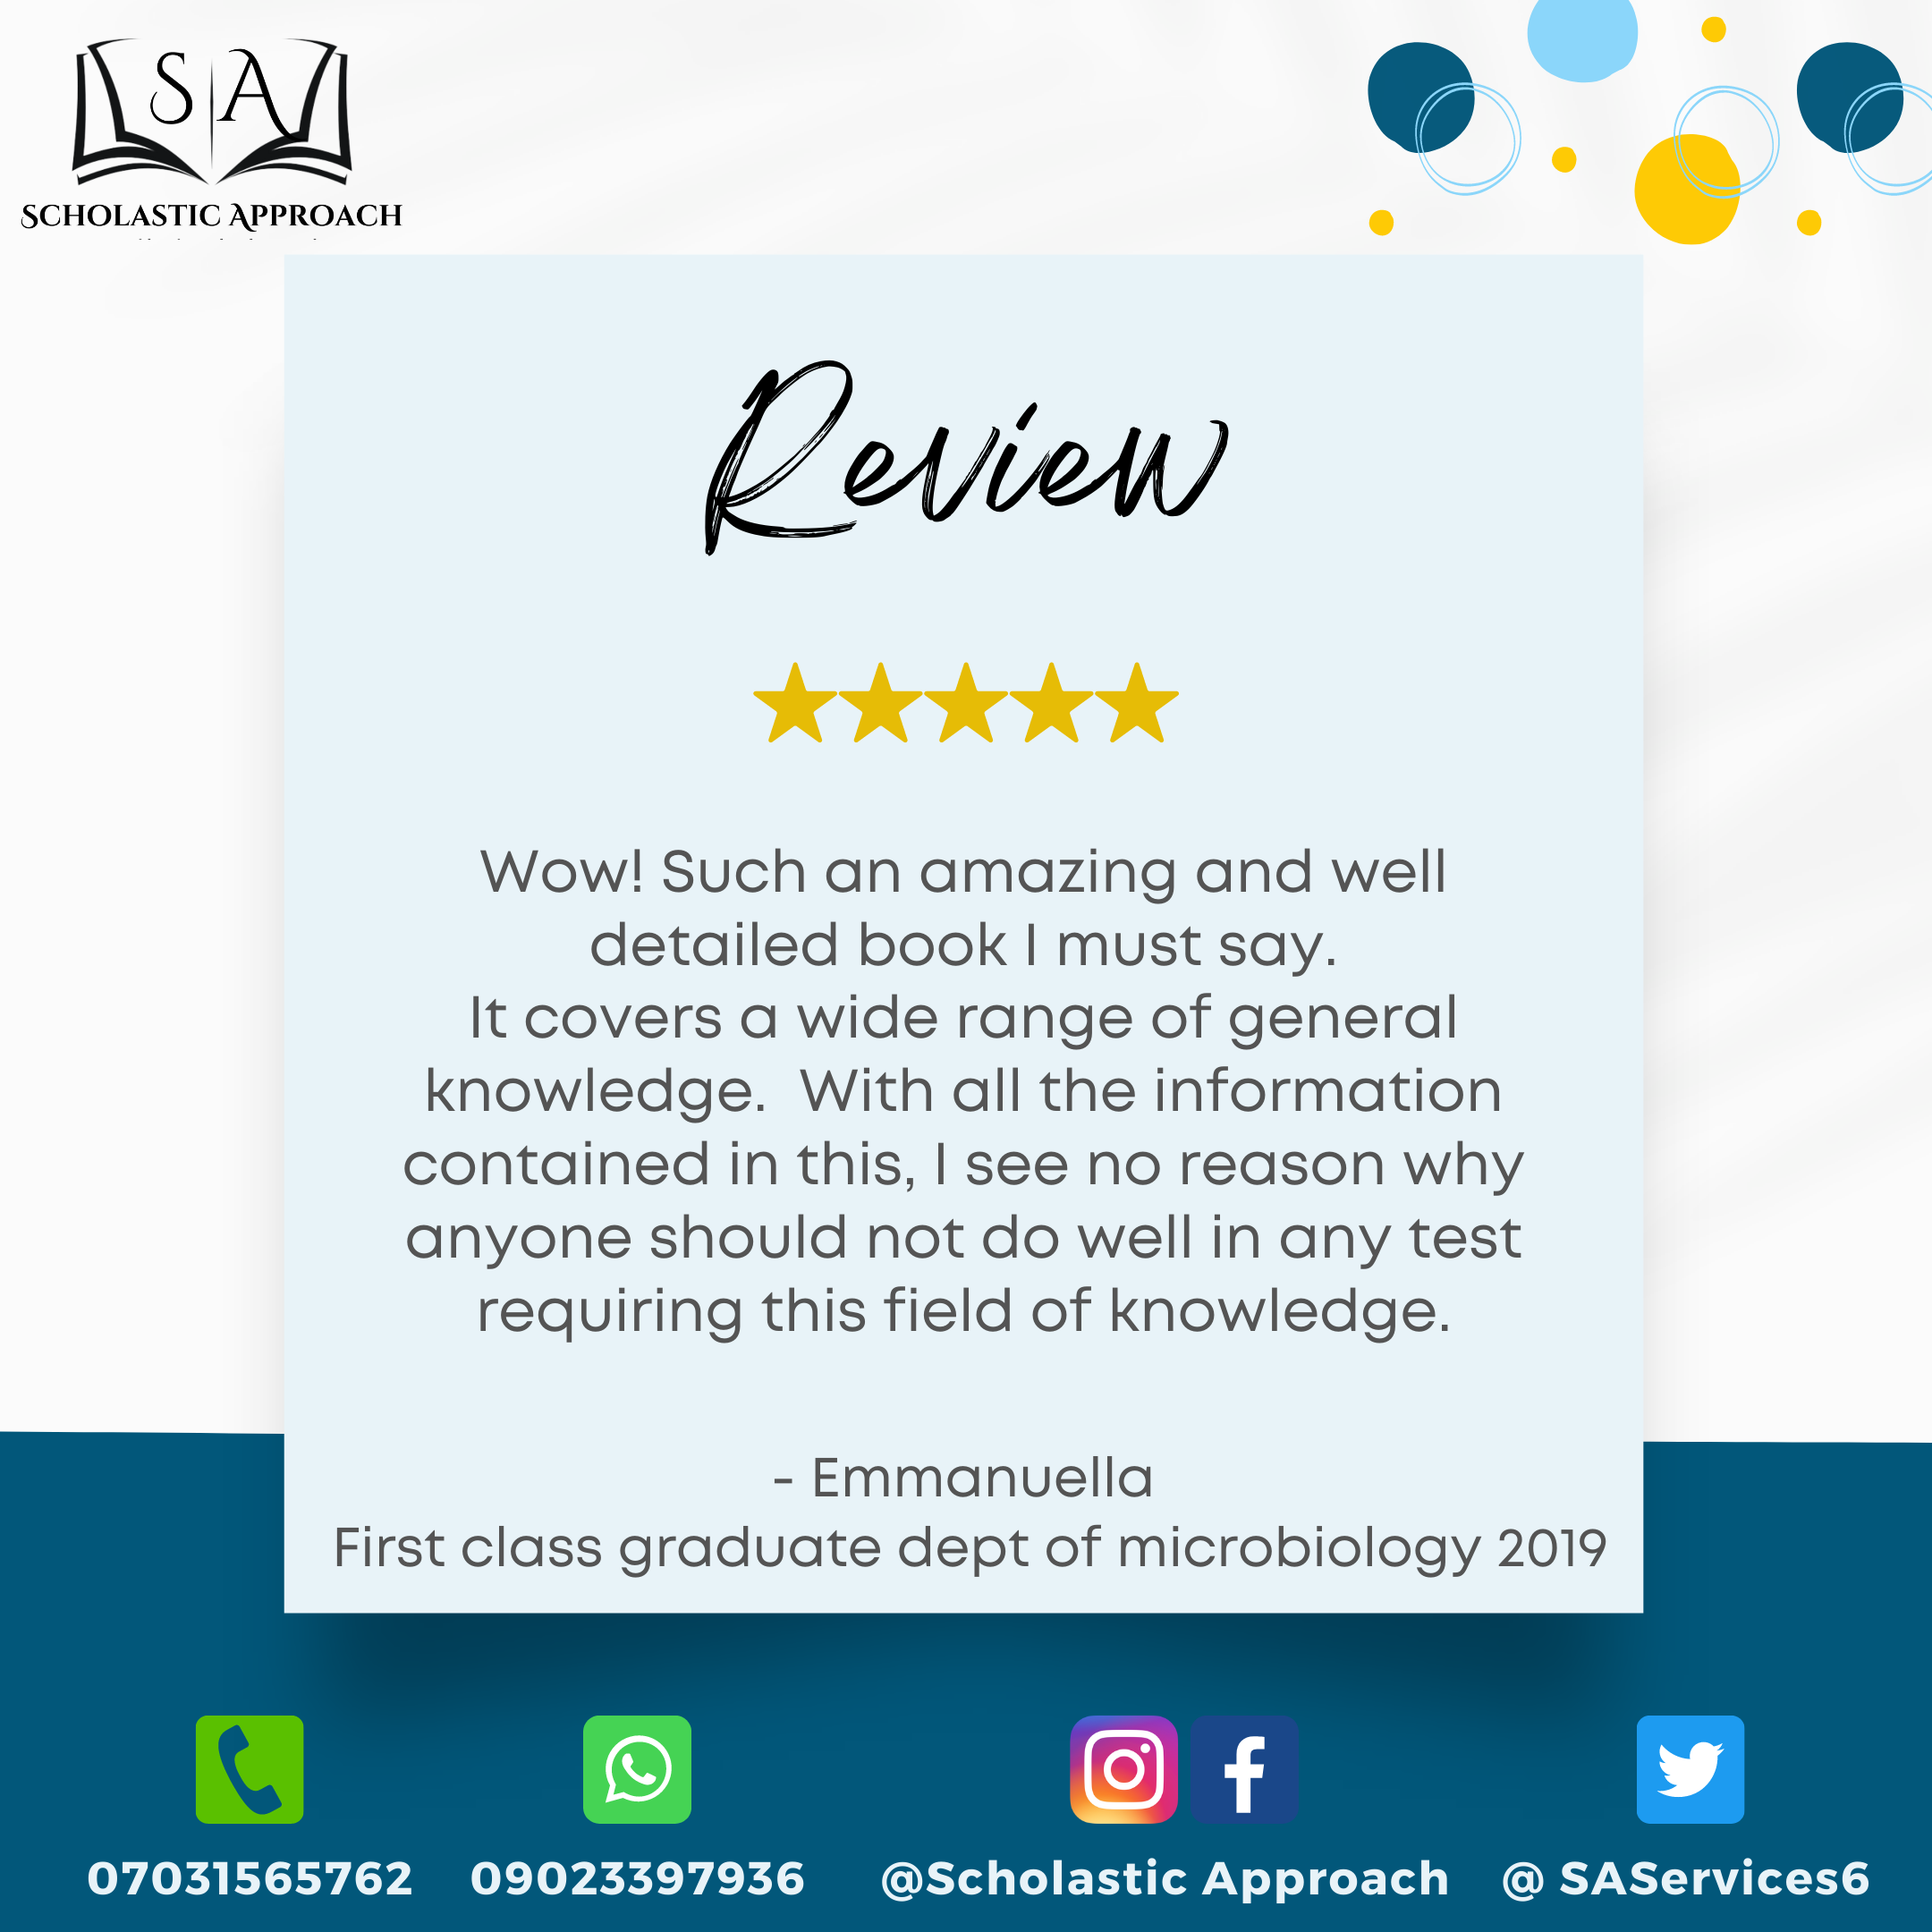 S A
SCHOLASTIC APPROACH
Review
Wow! Such an amazing and well
detailed book I must say.
It covers a wide range of general
knowledge.  With all the information
contained in this, I see no reason why
anyone should not do well in any test
requiring this field of knowledge.
- Emmanuella
First class graduate dept of microbiology 2019
07031565762
09023397936
@Scholastic Approach
@ SAServices6